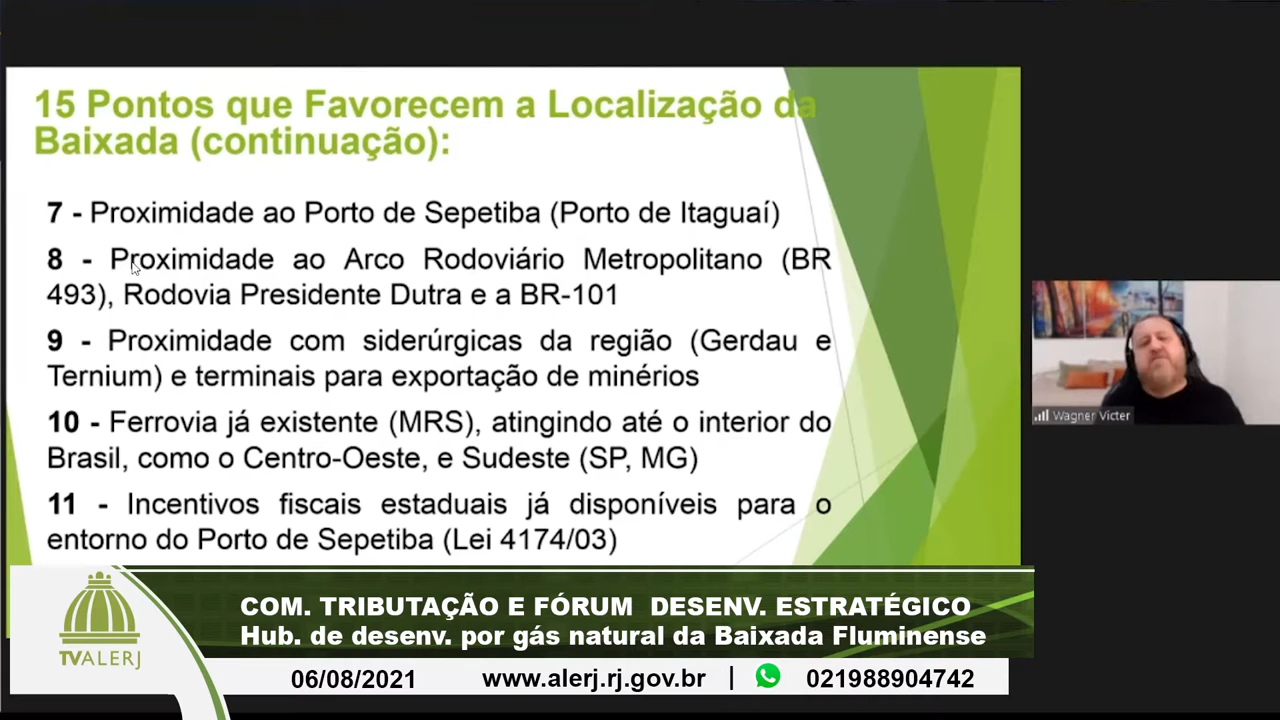 15 Pontos que Favorecem a Localização da
Baixada (continuação):
7 - Proximidade ao Porto de Sepetiba (Porto de Itaguaí)
8 - Proximidade ao Arco Rodoviário Metropolitano (BR
493), Rodovia Presidente Dutra e a BR-101
9 - Proximidade com siderúrgicas da região (Gerdau e
Ternium) e terminais para exportação de minérios
10 - Ferrovia já existente (MRS), atingindo até o interior do
Brasil, como o Centro-Oeste, e Sudeste (SP, MG)
11 - Incentivos fiscais estaduais já disponíveis para o
entorno do Porto de Sepetiba (Lei 4174/03)
Wagner Victer
COM. TRIBUTAÇÃO E FÓRUM DESENV. ESTRATÉGICO
Hub. de desenv. por gás natural da Baixada Fluminense
TVALERJ
06/08/2021 www.alerj.rj.gov.br | 021988904742